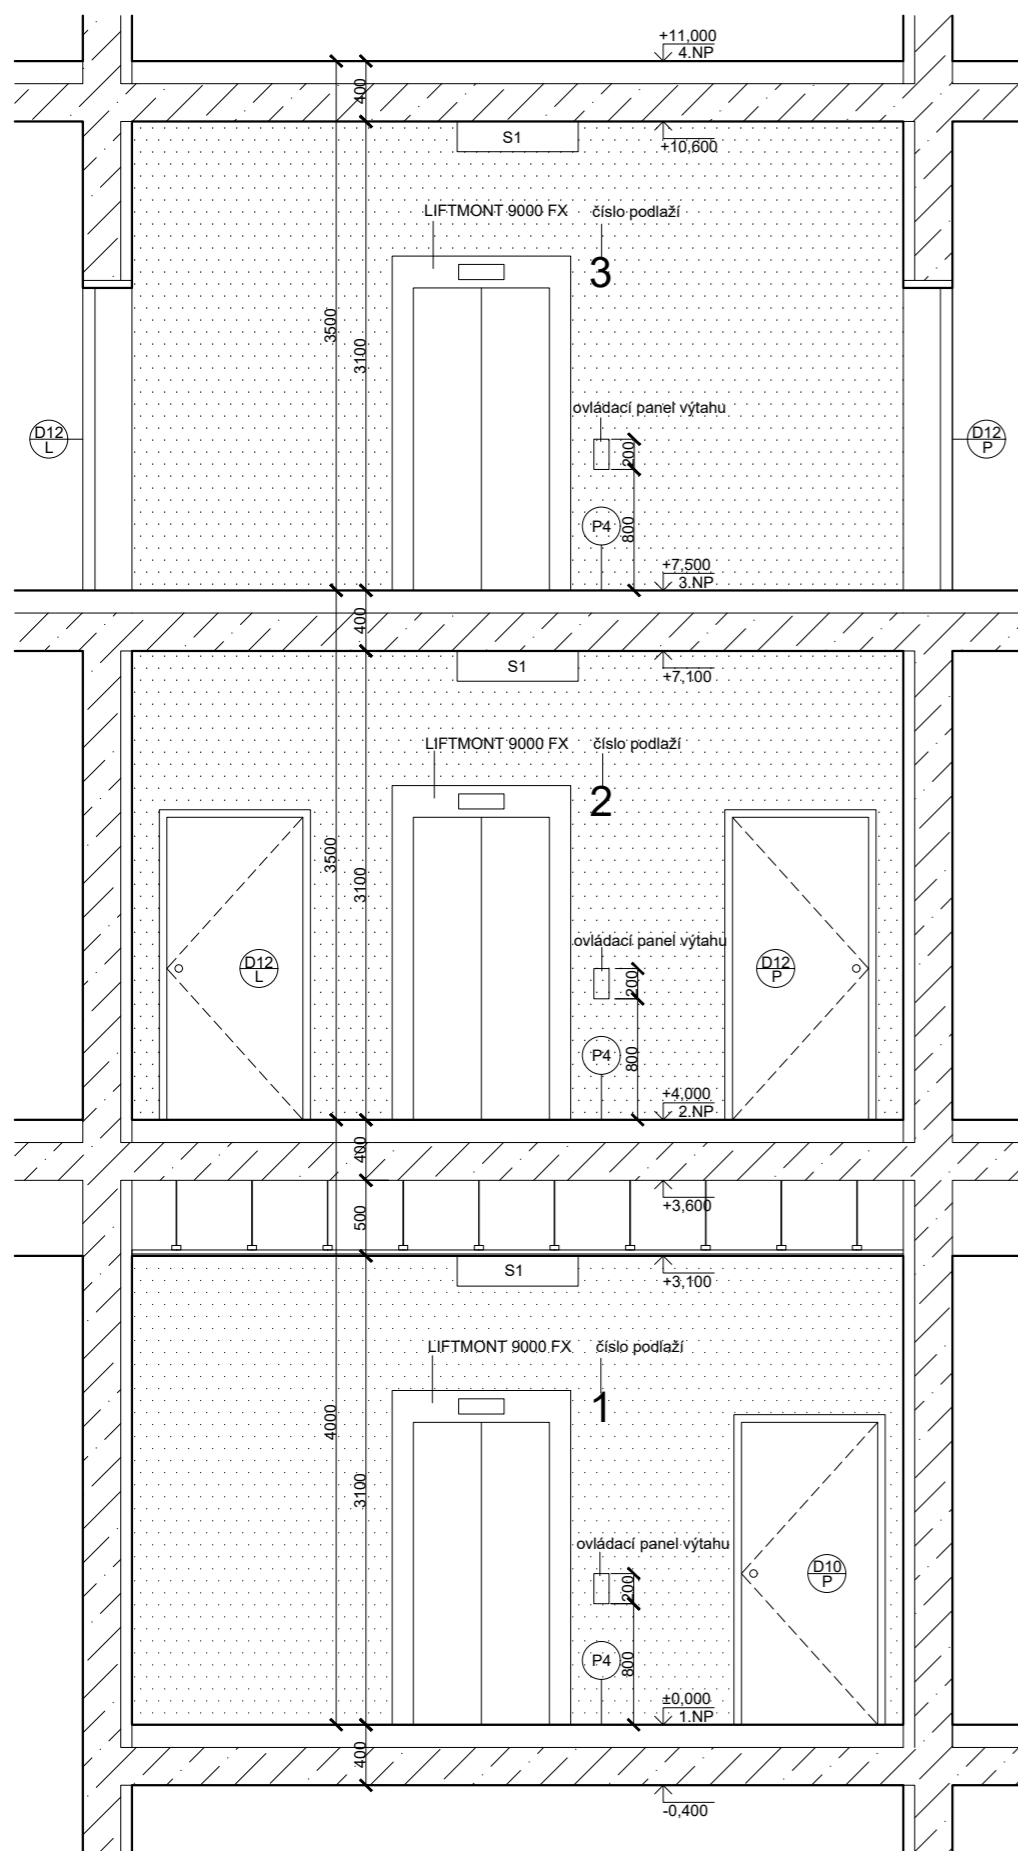 +11,000
4.NP
400
S1
+10,600
LIFTMONT 9000 FX
číslo podlaží
3
3500
3100
ovládací panel výtahu
D12
L
D12
P
200
P4
800
+7,500
3.NP
400
S1
+7,100
LIFTMONT 9000 FX
číslo podlaží
2
3500
3100
ovládací panel výtahu
D12
L
D12
P
200
P4
800
+4,000
2.NP
400
+3,600
500
S1
+3,100
LIFTMONT 9000 FX
číslo podlaží
1
4000
3100
ovládací panel výtahu
D10
P
200
P4
800
±0,000
1.NP
400
-0,400